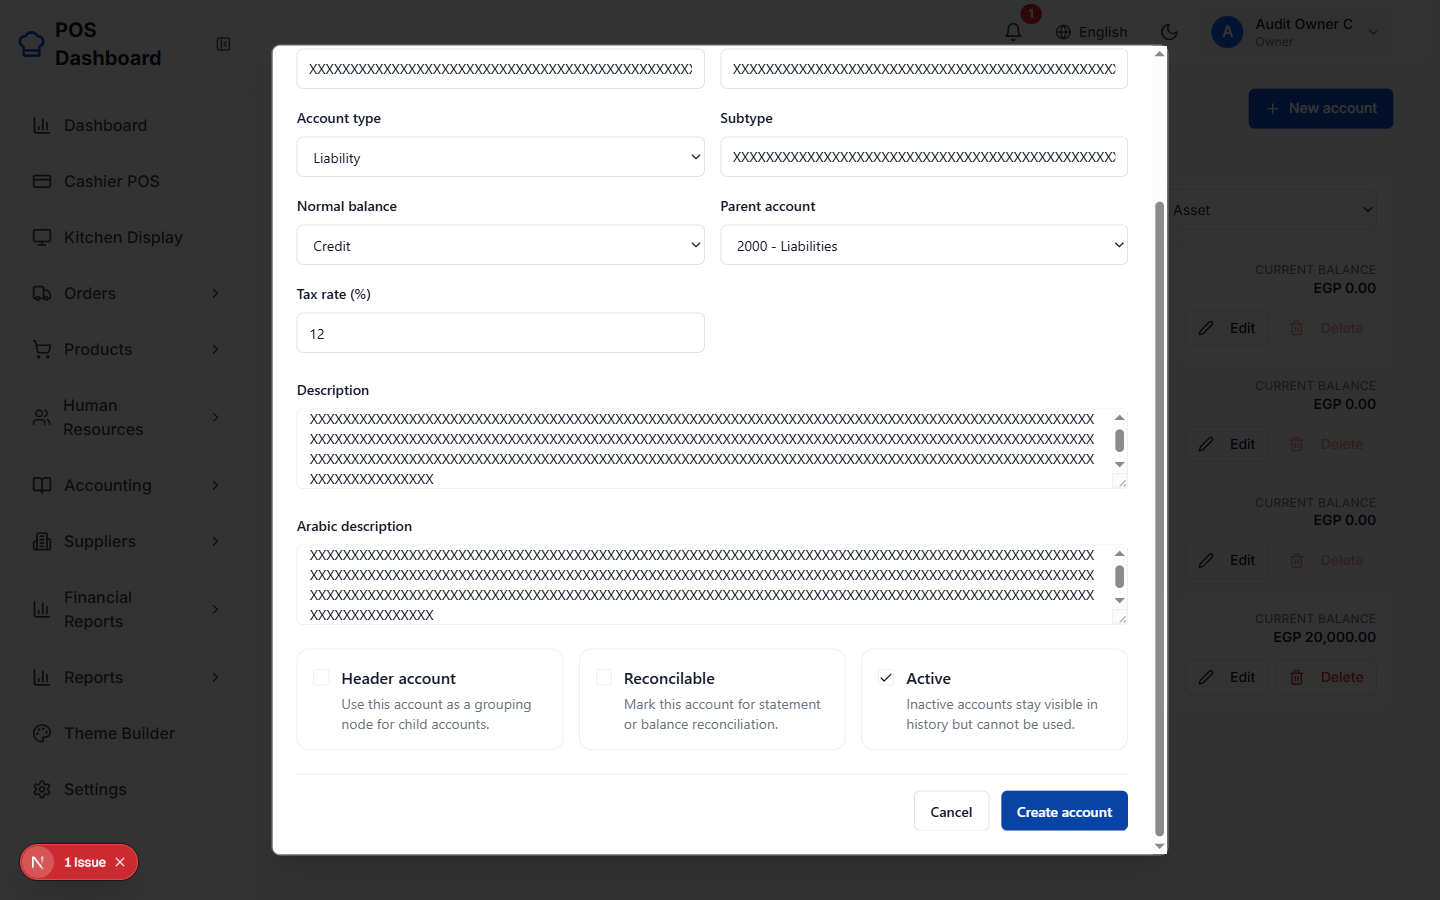 POS
Dashboard
1
English
A
Audit Owner C
Owner
Dashboard
Cashier POS
Kitchen Display
Orders
Products
Human
Resources
Accounting
Suppliers
Financial
Reports
Reports
Theme Builder
Settings
N
1 Issue
New account
Asset
CURRENT BALANCE
EGP 0.00
Edit
Delete
CURRENT BALANCE
EGP 0.00
Edit
Delete
CURRENT BALANCE
EGP 0.00
Edit
Delete
CURRENT BALANCE
EGP 20,000.00
Edit
Delete
Account type
Liability
Subtype
Normal balance
Credit
Parent account
2000 - Liabilities
Tax rate (%)
12
Description
Arabic description
Header account
Use this account as a grouping
node for child accounts.
Reconcilable
Mark this account for statement
or balance reconciliation.
Active
Inactive accounts stay visible in
history but cannot be used.
Cancel
Create account